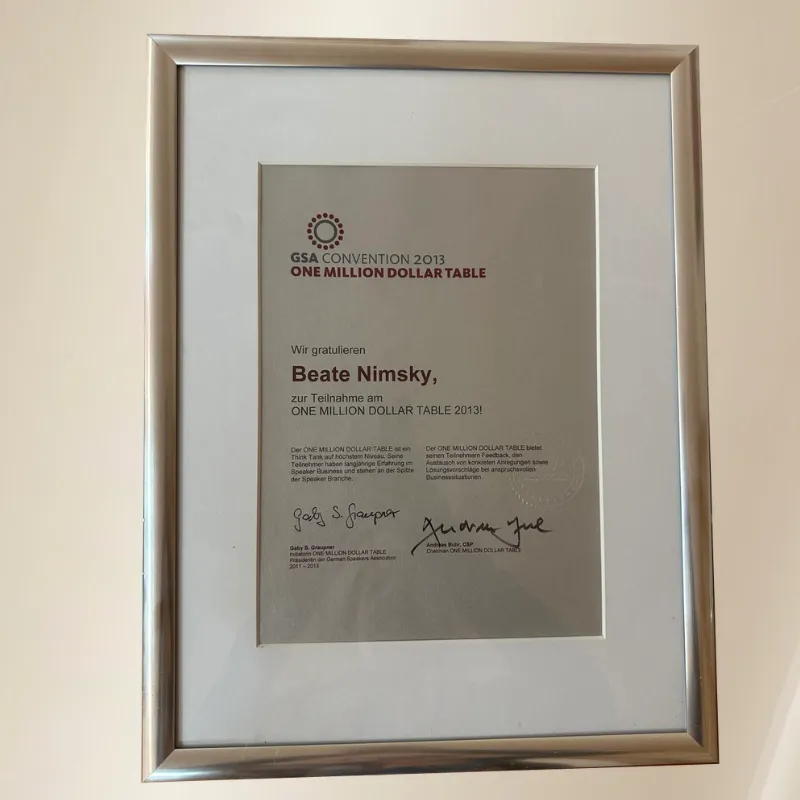 GSA CONVENTION 2013
ONE MILLION DOLLAR TABLE
Wir gratulieren
Beate Nimsky,
zur Teilnahme am
ONE MILLION DOLLAR TABLE 2013!
Der ONE MILLION DOLLAR TABLE ist ein
Think Tank auf höchstem Niveau. Seine
Teilnehmer haben langjährige Erfahrung im
Speaker Business und stehen an der Spitze
der Speaker Branche.
Der ONE MILLION DOLLAR TABLE bietet
seinen Teilnehmern Feedback, den
Austausch von konkreten Anregungen sowie
Lösungsvorschläge bei anspruchsvollen
Businesssituationen.
Gaby S. Graupner
Gaby S. Graupner
Initiatorin ONE MILLION DOLLAR TABLE
Präsidentin der German Speakers Association
2011 – 2013
Andreas Buhr, CSP
Chairman ONE MILLION DOLLAR TABLE